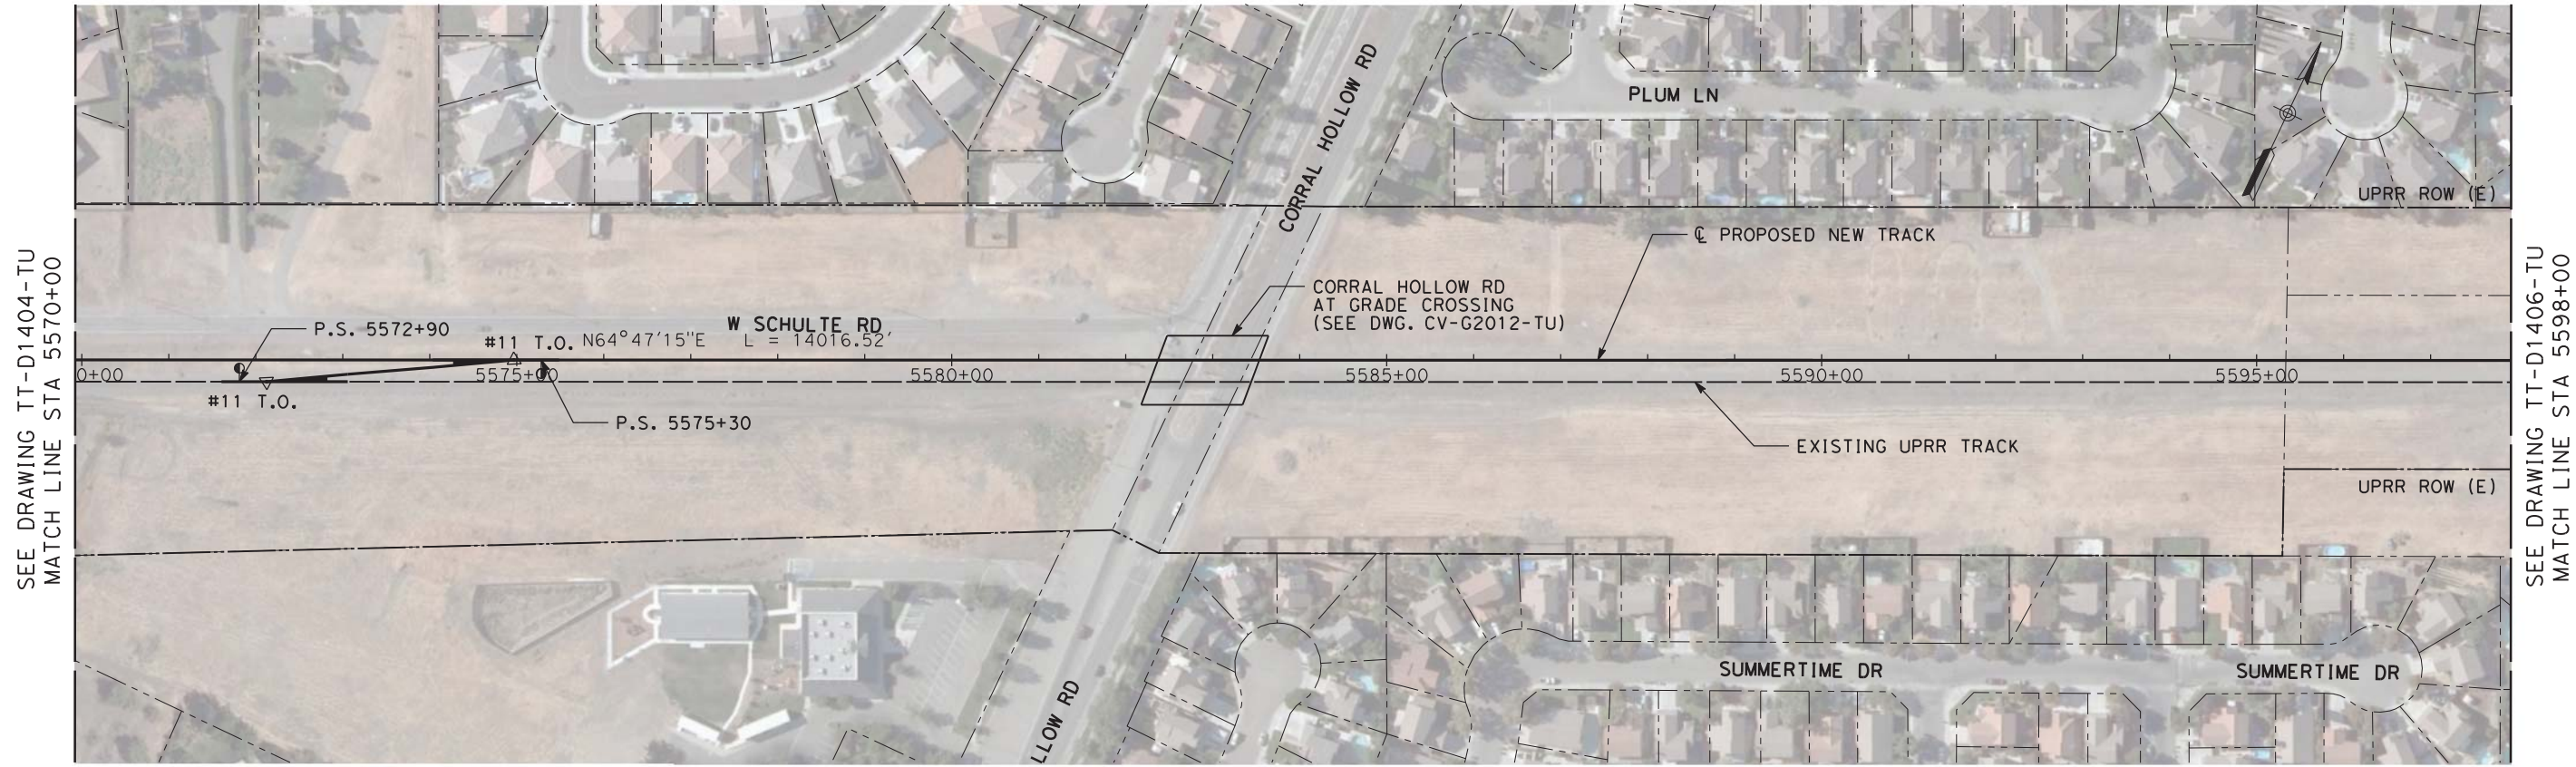 SEE DRAWING TT-D1404-TU
MATCH LINE STA 5570+00
CORRAL HOLLOW RD
PLUM LN
UPRR ROW (E)
℄ PROPOSED NEW TRACK
CORRAL HOLLOW RD
AT GRADE CROSSING
(SEE DWG. CV-G2012-TU)
P.S. 5572+90
W SCHULTE RD
#11 T.O.
N64°47'15"E L = 14016.52'
0+00
5575+00
5580+00
5585+00
5590+00
5595+00
#11 T.O.
P.S. 5575+30
EXISTING UPRR TRACK
UPRR ROW (E)
LLOW RD
SUMMERTIME DR
SUMMERTIME DR
SEE DRAWING TT-D1406-TU
MATCH LINE STA 5598+00